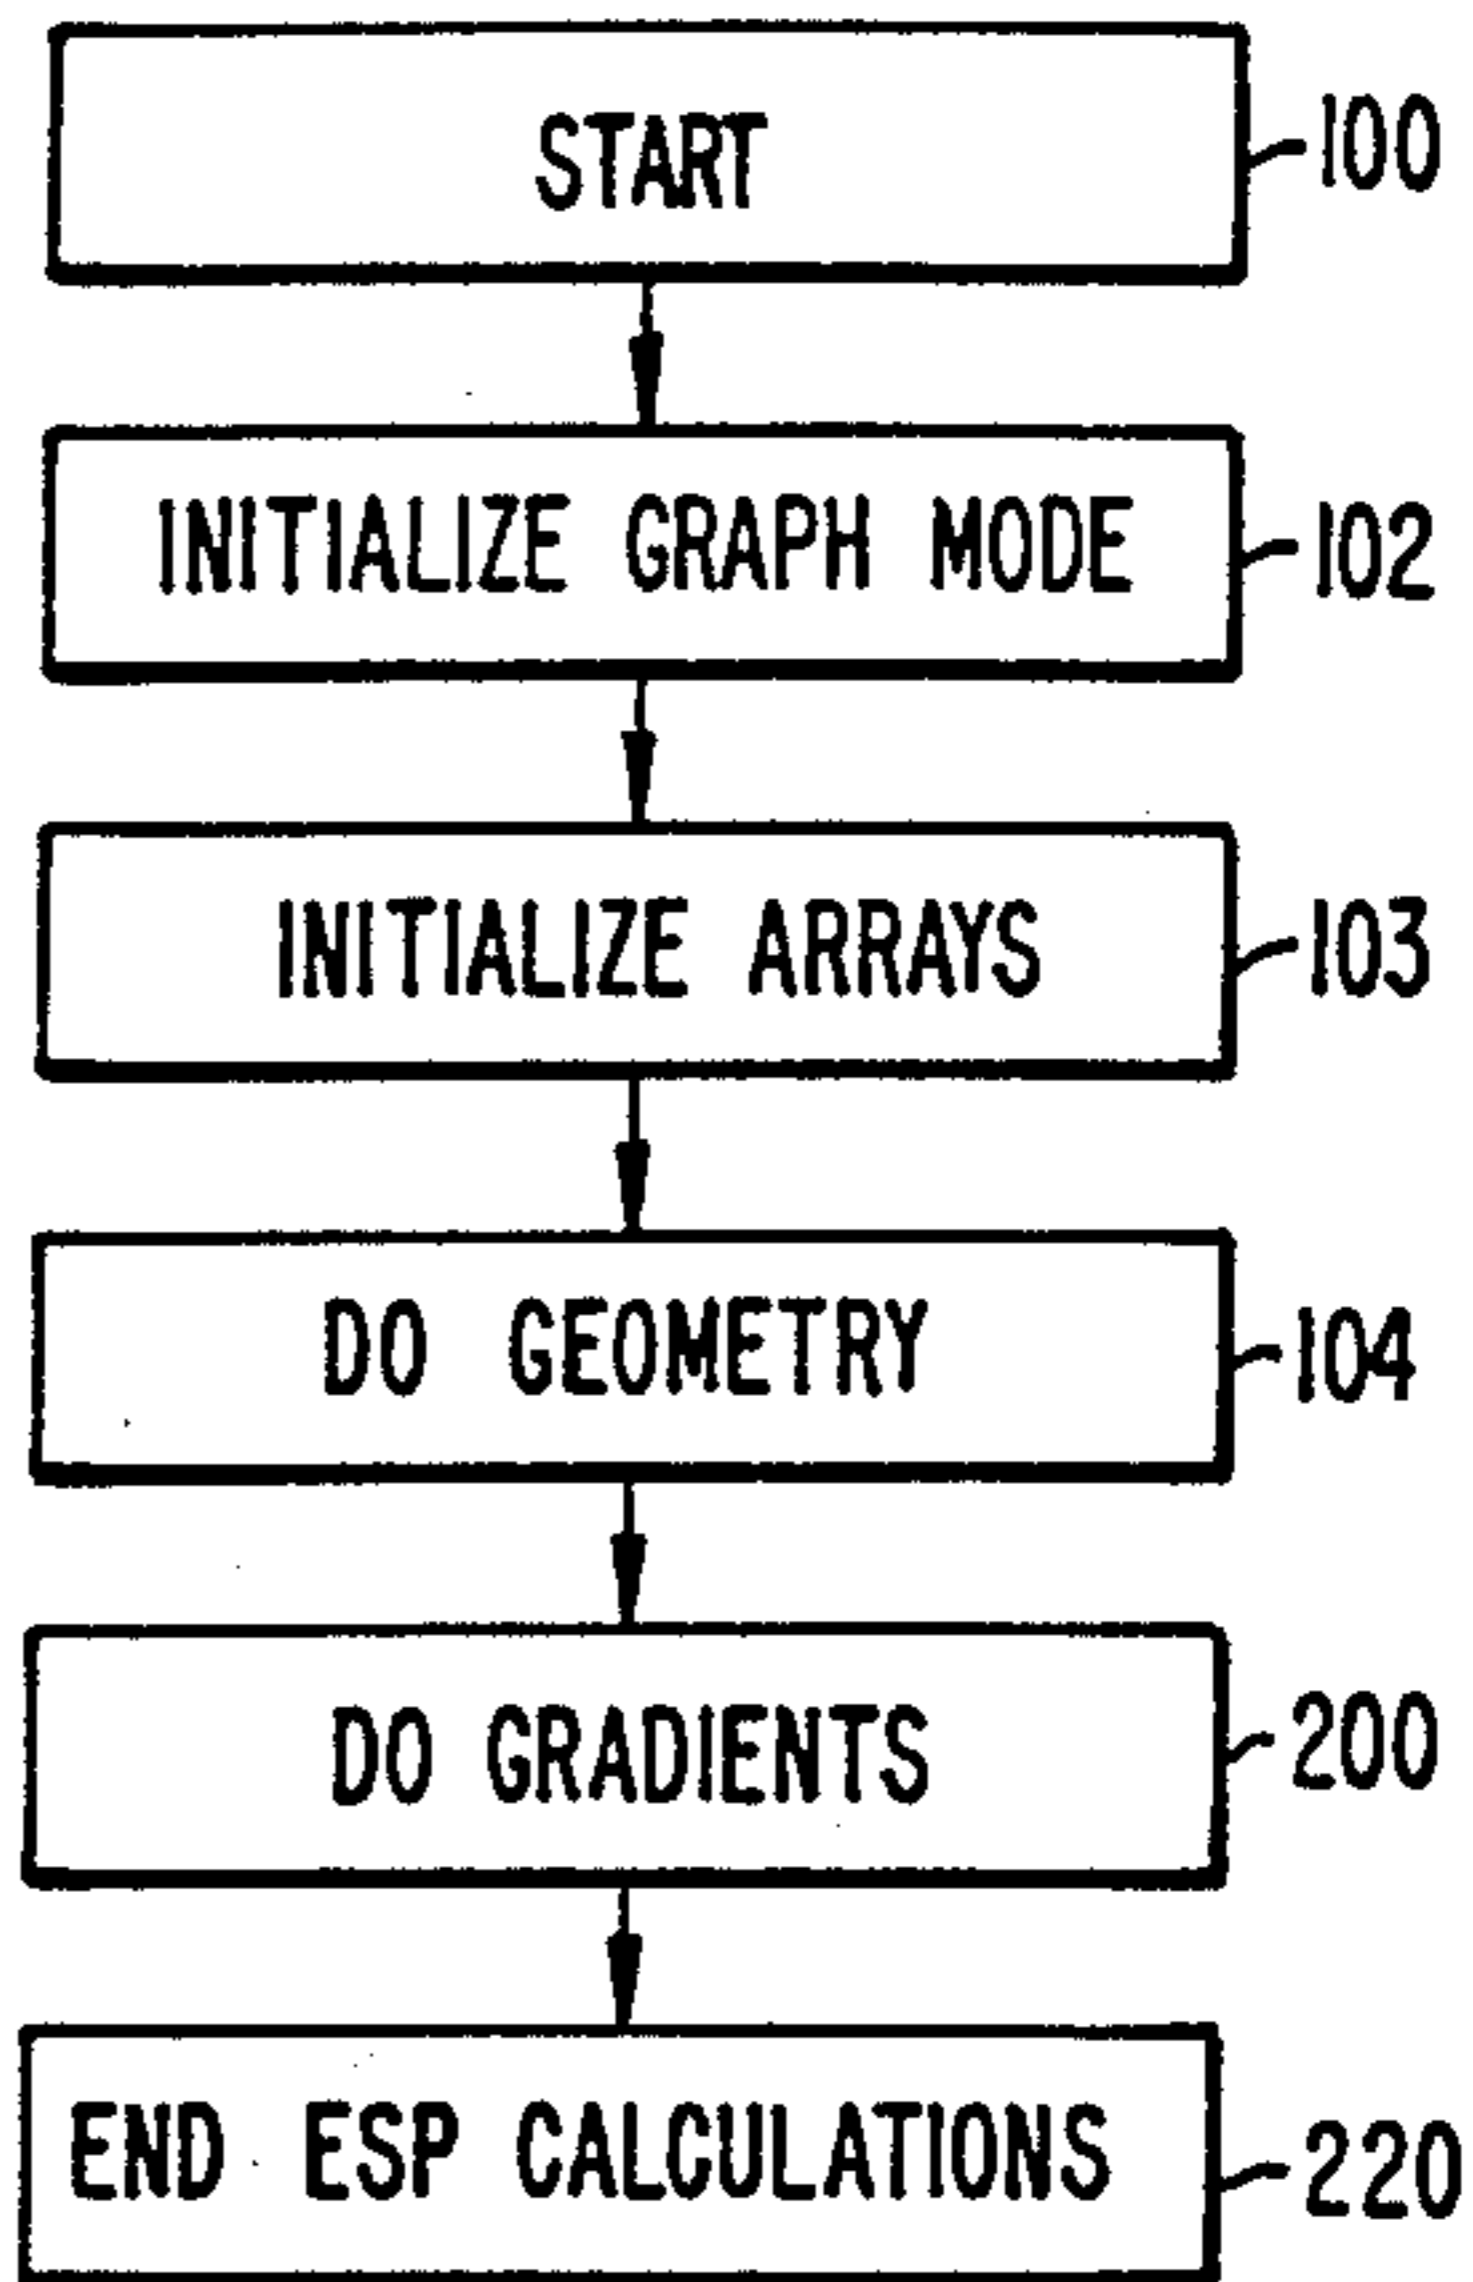 START
100
INITIALIZE GRAPH MODE
102
INITIALIZE ARRAYS
103
DO GEOMETRY
104
DO GRADIENTS
200
END ESP CALCULATIONS
220